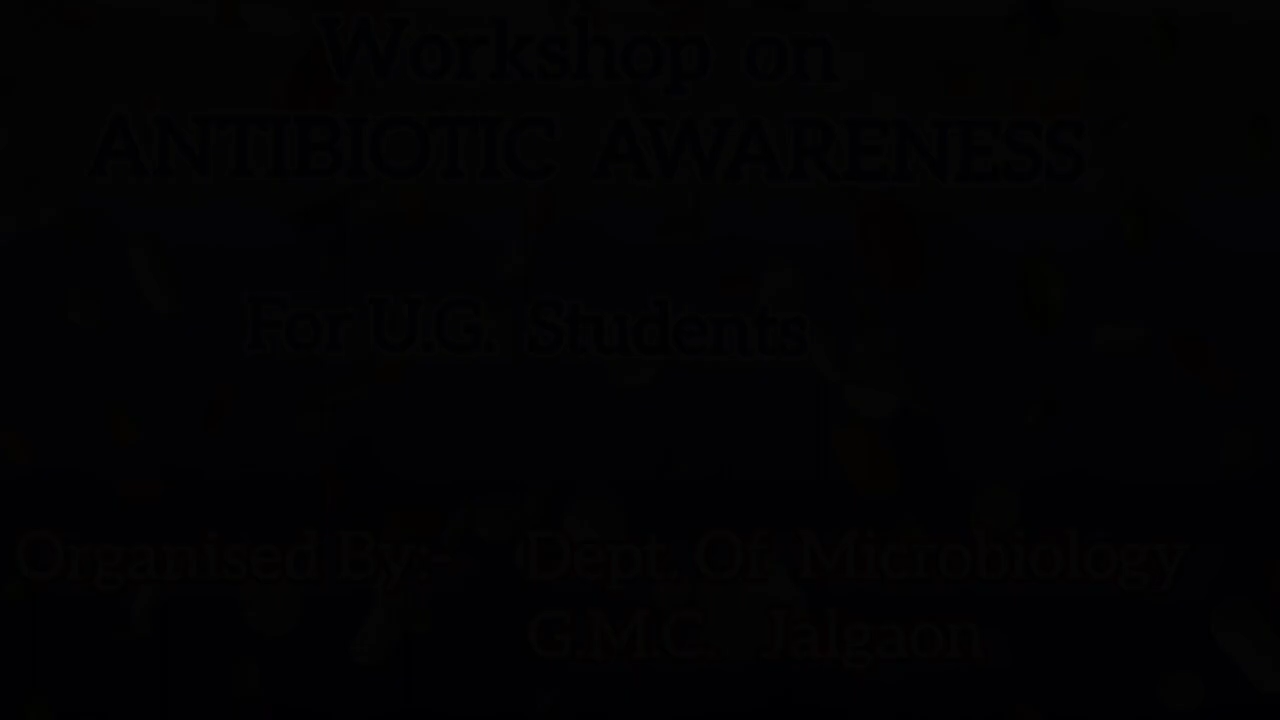 Workshop on
ANTIBIOTIC AWARENESS
For U.G. Students
Organised By:- Dept. Of Microbiology
G.M.C. Jalgaon